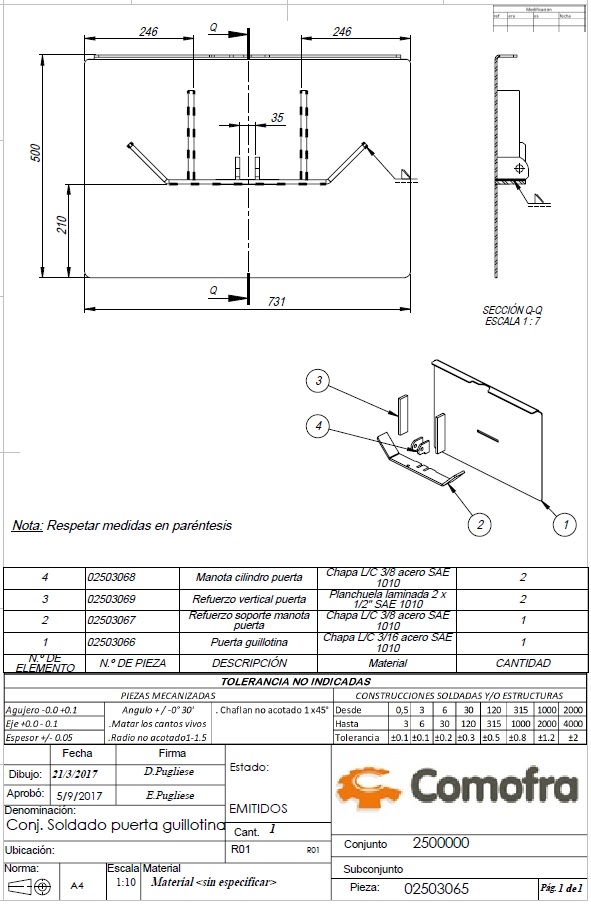 Modificacion
ref era es fecha
246 Q 246
35
500
210
Q
731
SECCIÓN Q-Q
ESCALA 1 : 7
3
4
2 1
Nota: Respetar medidas en paréntesis
4 02503068 Manota cilindro puerta Chapa L/C 3/8 acero SAE 1010 2
3 02503069 Refuerzo vertical puerta Planchuela laminada 2 x 1/2" SAE 1010 2
2 02503067 Refuerzo soporte manota puerta Chapa L/C 3/8 acero SAE 1010 1
1 02503066 Puerta guillotina Chapa L/C 3/16 acero SAE 1010 1
N.º DE ELEMENTO N.º DE PIEZA DESCRIPCIÓN Material CANTIDAD
TOLERANCIA NO INDICADAS
PIEZAS MECANIZADAS CONSTRUCCIONES SOLDADAS Y/O ESTRUCTURAS
Agujero -0.0 +0.1 Angulo + / -0° 30' . Chaflan no acotado 1 x45° Desde 0,5 3 6 30 120 315 1000 2000
Eje +0.0 - 0.1 .Matar los cantos vivos Hasta 3 6 30 120 315 1000 2000 4000
Espesor +/- 0.05 .Radio no acotado1-1.5 Tolerancia ±0.1 ±0.1 ±0.2 ±0.3 ±0.5 ±0.8 ±1.2 ±2
Fecha Firma Estado:
Dibujo: 21/3/2017 D.Pugliese
Aprobó: 5/9/2017 E.Pugliese EMITIDOS
Comofra
Denominación:
Conj. Soldado puerta guillotina Cant. 1
Ubicación: R01 R01 Conjunto 2500000
Norma: A4 Escala 1:10 Material Material <sin especificar> Subconjunto
Pieza: 02503065 Pág. 1 de 1